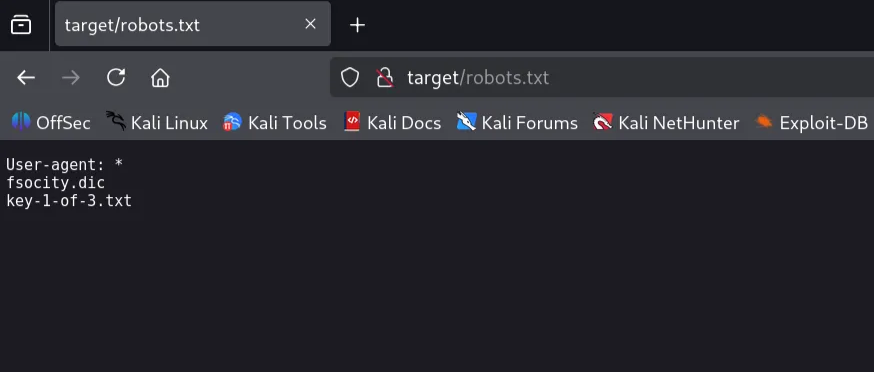 target/robots.txt
target/robots.txt
OffSec Kali Linux Kali Tools Kali Docs Kali Forums Kali NetHunter Exploit-DB
User-agent: *
fsocity.dic
key-1-of-3.txt